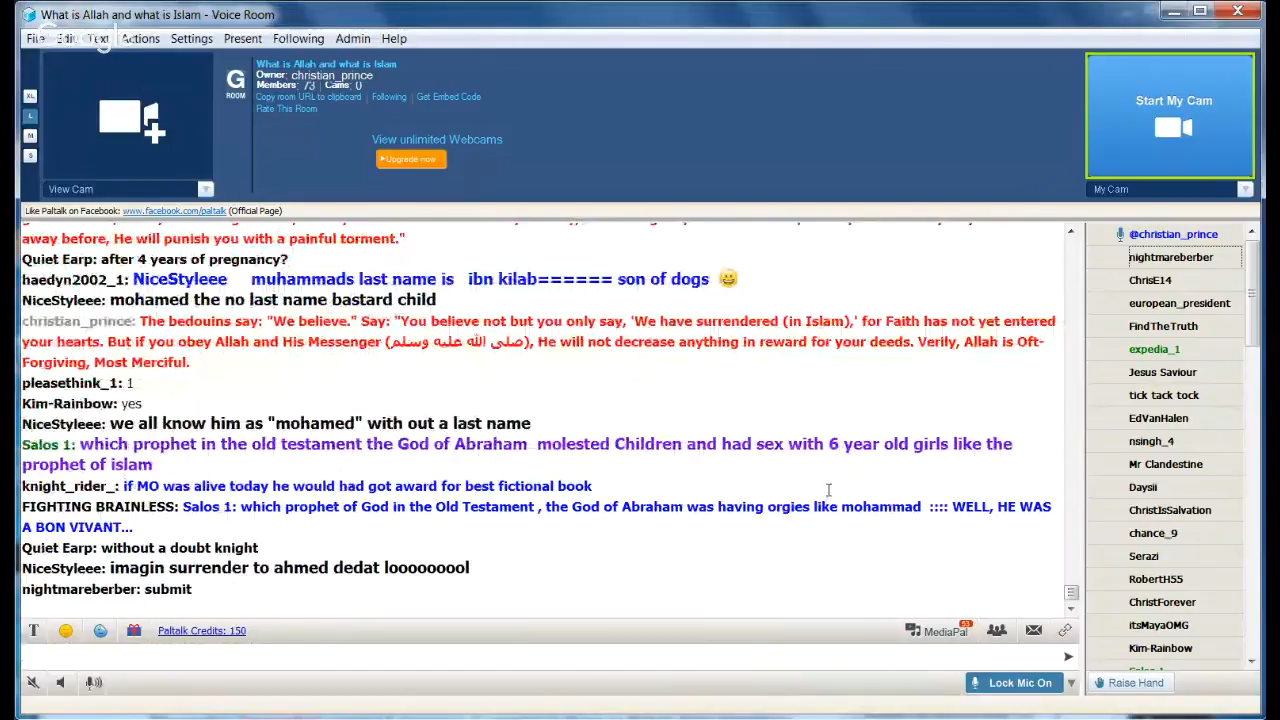 What is Allah and what is Islam - Voice Room
Google
File Edit Text Actions Settings Present Following Favorites Admin Help
What is Allah and what is Islam
G
ROOM
Owner: christian_prince
Members: 73 | Cams: 0
Copy room URL to clipboard | Following | Get Embed Code
Rate This Room
View unlimited Webcams
Upgrade now
Start My Cam
XL
L
M
S
View Cam
My Cam
Like Paltalk on Facebook: www.facebook.com/paltalk (Official Page)
away before, He will punish you with a painful torment."
Quiet Earp: after 4 years of pregnancy?
haedyn2002_1: NiceStyleee muhammads last name is ibn kilab====== son of dogs
NiceStyleee: mohamed the no last name bastard child
christian_prince: The bedouins say: "We believe." Say: "You believe not but you only say, 'We have surrendered (in Islam),' for Faith has not yet entered
your hearts. But if you obey Allah and His Messenger (صلى الله عليه وسلم), He will not decrease anything in reward for your deeds. Verily, Allah is Oft-
Forgiving, Most Merciful.
pleasethink_1: 1
Kim-Rainbow: yes
NiceStyleee: we all know him as "mohamed" with out a last name
Salos 1: which prophet in the old testament the God of Abraham molested Children and had sex with 6 year old girls like the
prophet of islam
knight_rider_: if MO was alive today he would had got award for best fictional book
FIGHTING BRAINLESS: Salos 1: which prophet of God in the Old Testament , the God of Abraham was having orgies like mohammad :::: WELL, HE WAS
A BON VIVANT...
Quiet Earp: without a doubt knight
NiceStyleee: imagin surrender to ahmed dedat loooooool
nightmareberber: submit
@christian_prince
nightmareberber
ChrisE14
european_president
FindTheTruth
expedia_1
Jesus Saviour
tick tack tock
EdVanHalen
nsingh_4
Mr Clandestine
Daysii
ChristIsSalvation
chance_9
Serazi
RobertH55
ChristForever
itsMayaOMG
Kim-Rainbow
Salos 1
T
Paltalk Credits: 150
MediaPal
53
Lock Mic On
Raise Hand